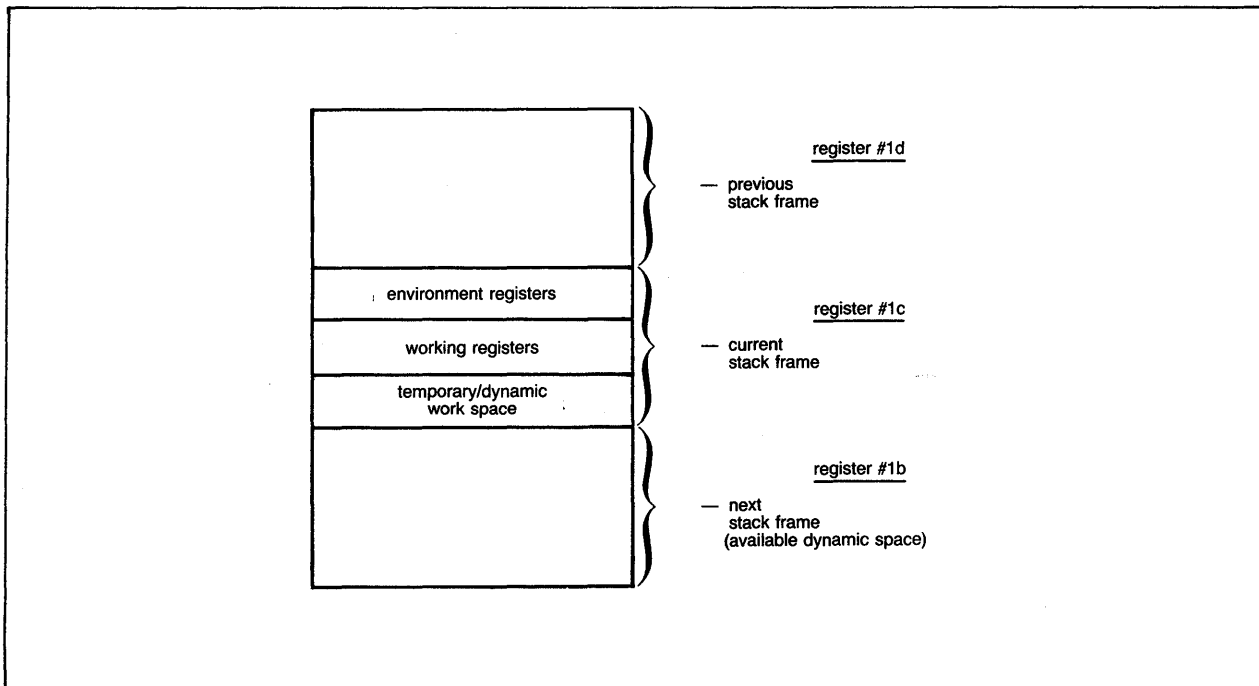 register #1d
— previous
stack frame
environment registers
register #1c
working registers
— current
stack frame
temporary/dynamic
work space
register #1b
— next
stack frame
(available dynamic space)